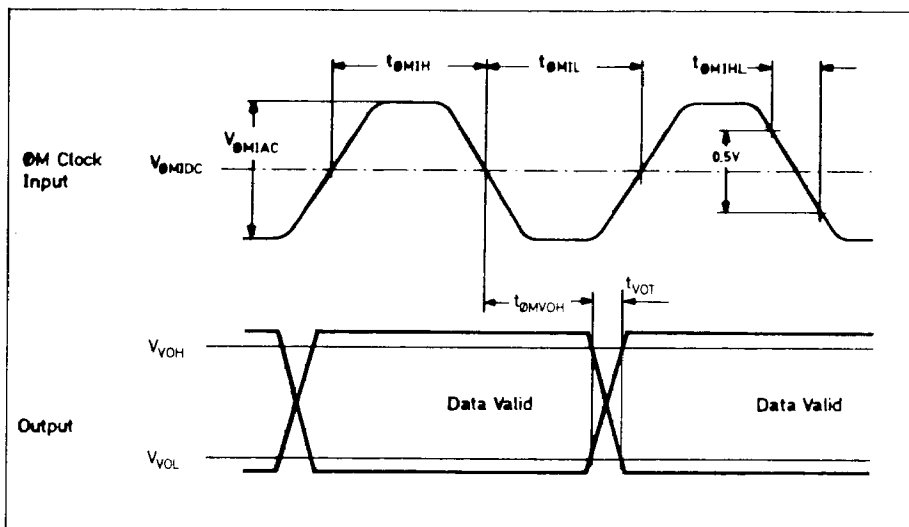 tØMIH
tØMIL
tØMIHL
VØMIAC
0.5V
ØM Clock
Input
VØMIDC
tØMVOH
tVOT
VVOH
Data Valid
Data Valid
Output
VVOL